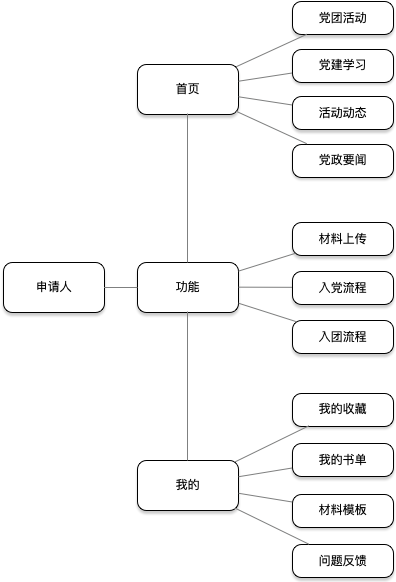 党团活动
党建学习
首页
活动动态
党政要闻
材料上传
申请人
功能
入党流程
入团流程
我的收藏
我的书单
我的
材料模板
问题反馈